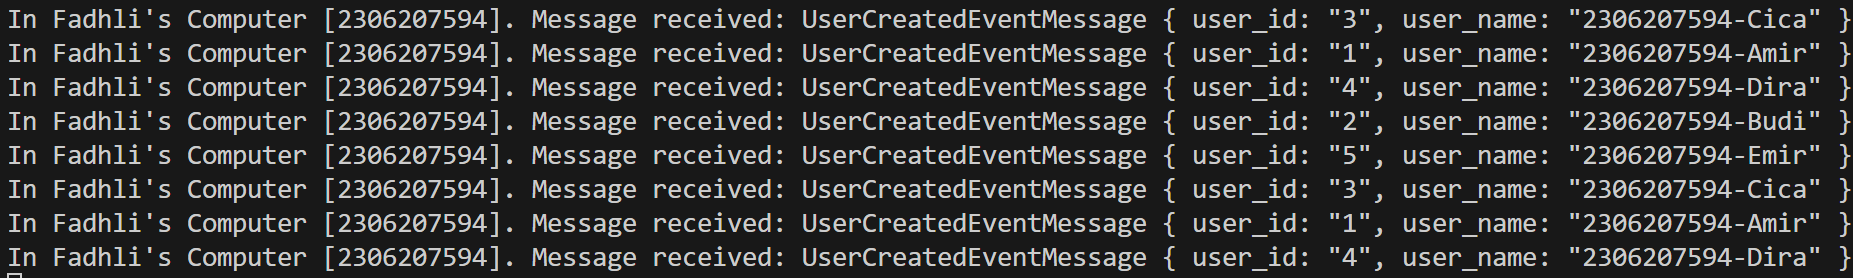 In Fadhli's Computer [2306207594]. Message received: UserCreatedEventMessage { user_id: "3", user_name: "2306207594-Cica" }
In Fadhli's Computer [2306207594]. Message received: UserCreatedEventMessage { user_id: "1", user_name: "2306207594-Amir" }
In Fadhli's Computer [2306207594]. Message received: UserCreatedEventMessage { user_id: "4", user_name: "2306207594-Dira" }
In Fadhli's Computer [2306207594]. Message received: UserCreatedEventMessage { user_id: "2", user_name: "2306207594-Budi" }
In Fadhli's Computer [2306207594]. Message received: UserCreatedEventMessage { user_id: "5", user_name: "2306207594-Emir" }
In Fadhli's Computer [2306207594]. Message received: UserCreatedEventMessage { user_id: "3", user_name: "2306207594-Cica" }
In Fadhli's Computer [2306207594]. Message received: UserCreatedEventMessage { user_id: "1", user_name: "2306207594-Amir" }
In Fadhli's Computer [2306207594]. Message received: UserCreatedEventMessage { user_id: "4", user_name: "2306207594-Dira" }